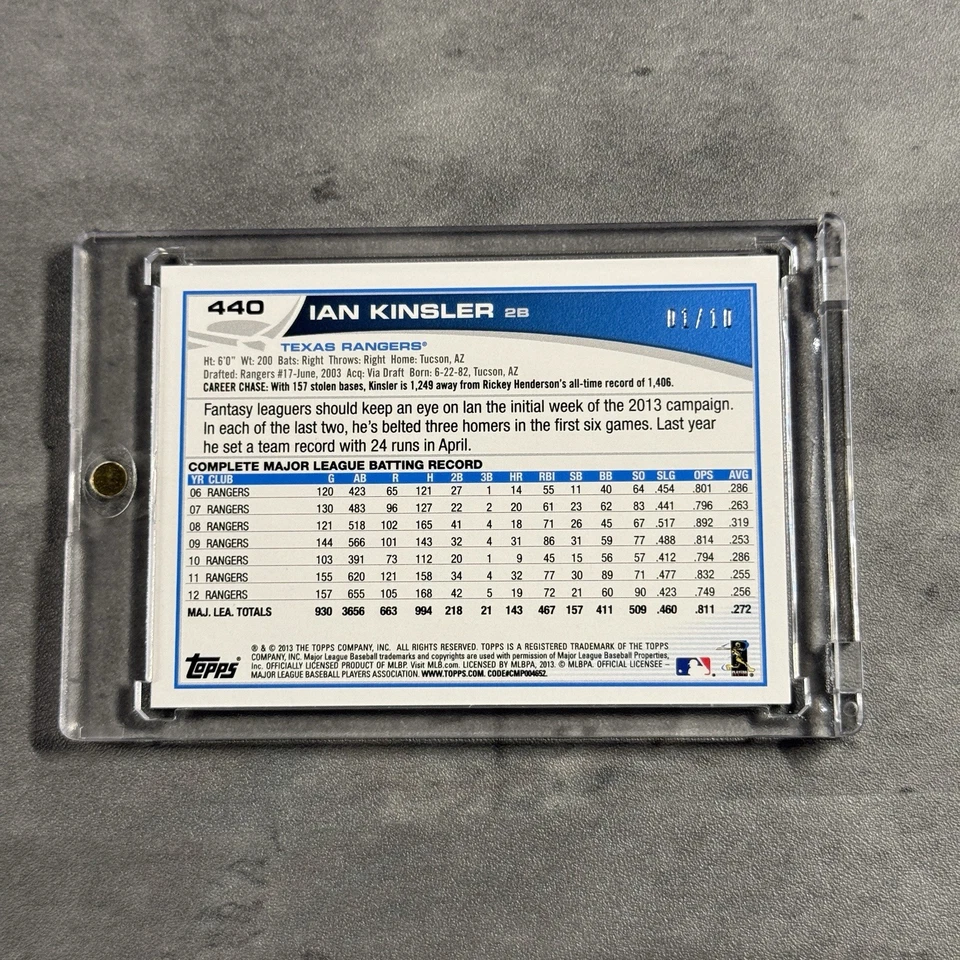 440 IAN KINSLER 2B 01/10
TEXAS RANGERS®
Ht: 6'0" Wt: 200 Bats: Right Throws: Right Home: Tucson, AZ
Drafted: Rangers #17-June, 2003 Acq: Via Draft Born: 6-22-82, Tucson, AZ
CAREER CHASE: With 157 stolen bases, Kinsler is 1,249 away from Rickey Henderson's all-time record of 1,406.
Fantasy leaguers should keep an eye on Ian the initial week of the 2013 campaign.
In each of the last two, he's belted three homers in the first six games. Last year
he set a team record with 24 runs in April.
COMPLETE MAJOR LEAGUE BATTING RECORD
YR CLUB G AB R H 2B 3B HR RBI SB BB SO SLG OPS AVG
06 RANGERS 120 423 65 121 27 1 14 55 11 40 64 .454 .801 .286
07 RANGERS 130 483 96 127 22 2 20 61 23 62 83 .441 .796 .263
08 RANGERS 121 518 102 165 41 4 18 71 26 45 67 .517 .892 .319
09 RANGERS 144 566 101 143 32 4 31 86 31 59 77 .488 .814 .253
10 RANGERS 103 391 73 112 20 1 9 45 15 56 57 .412 .794 .286
11 RANGERS 155 620 121 158 34 4 32 77 30 89 71 .477 .832 .255
12 RANGERS 157 655 105 168 42 5 19 72 21 60 90 .423 .749 .256
MAJ. LEA. TOTALS 930 3656 663 994 218 21 143 467 157 411 509 .460 .811 .272
topps®
® & © 2013 THE TOPPS COMPANY, INC. ALL RIGHTS RESERVED. TOPPS IS A REGISTERED TRADEMARK OF THE TOPPS
COMPANY, INC. Major League Baseball trademarks and copyrights are used with permission of Major League Baseball Properties,
Inc. OFFICIALLY LICENSED PRODUCT OF MLBP. Visit MLB.com. LICENSED BY MLBPA, 2013. © MLBPA. OFFICIAL LICENSEE –
MAJOR LEAGUE BASEBALL PLAYERS ASSOCIATION. WWW.TOPPS.COM. CODE#CMP004652.